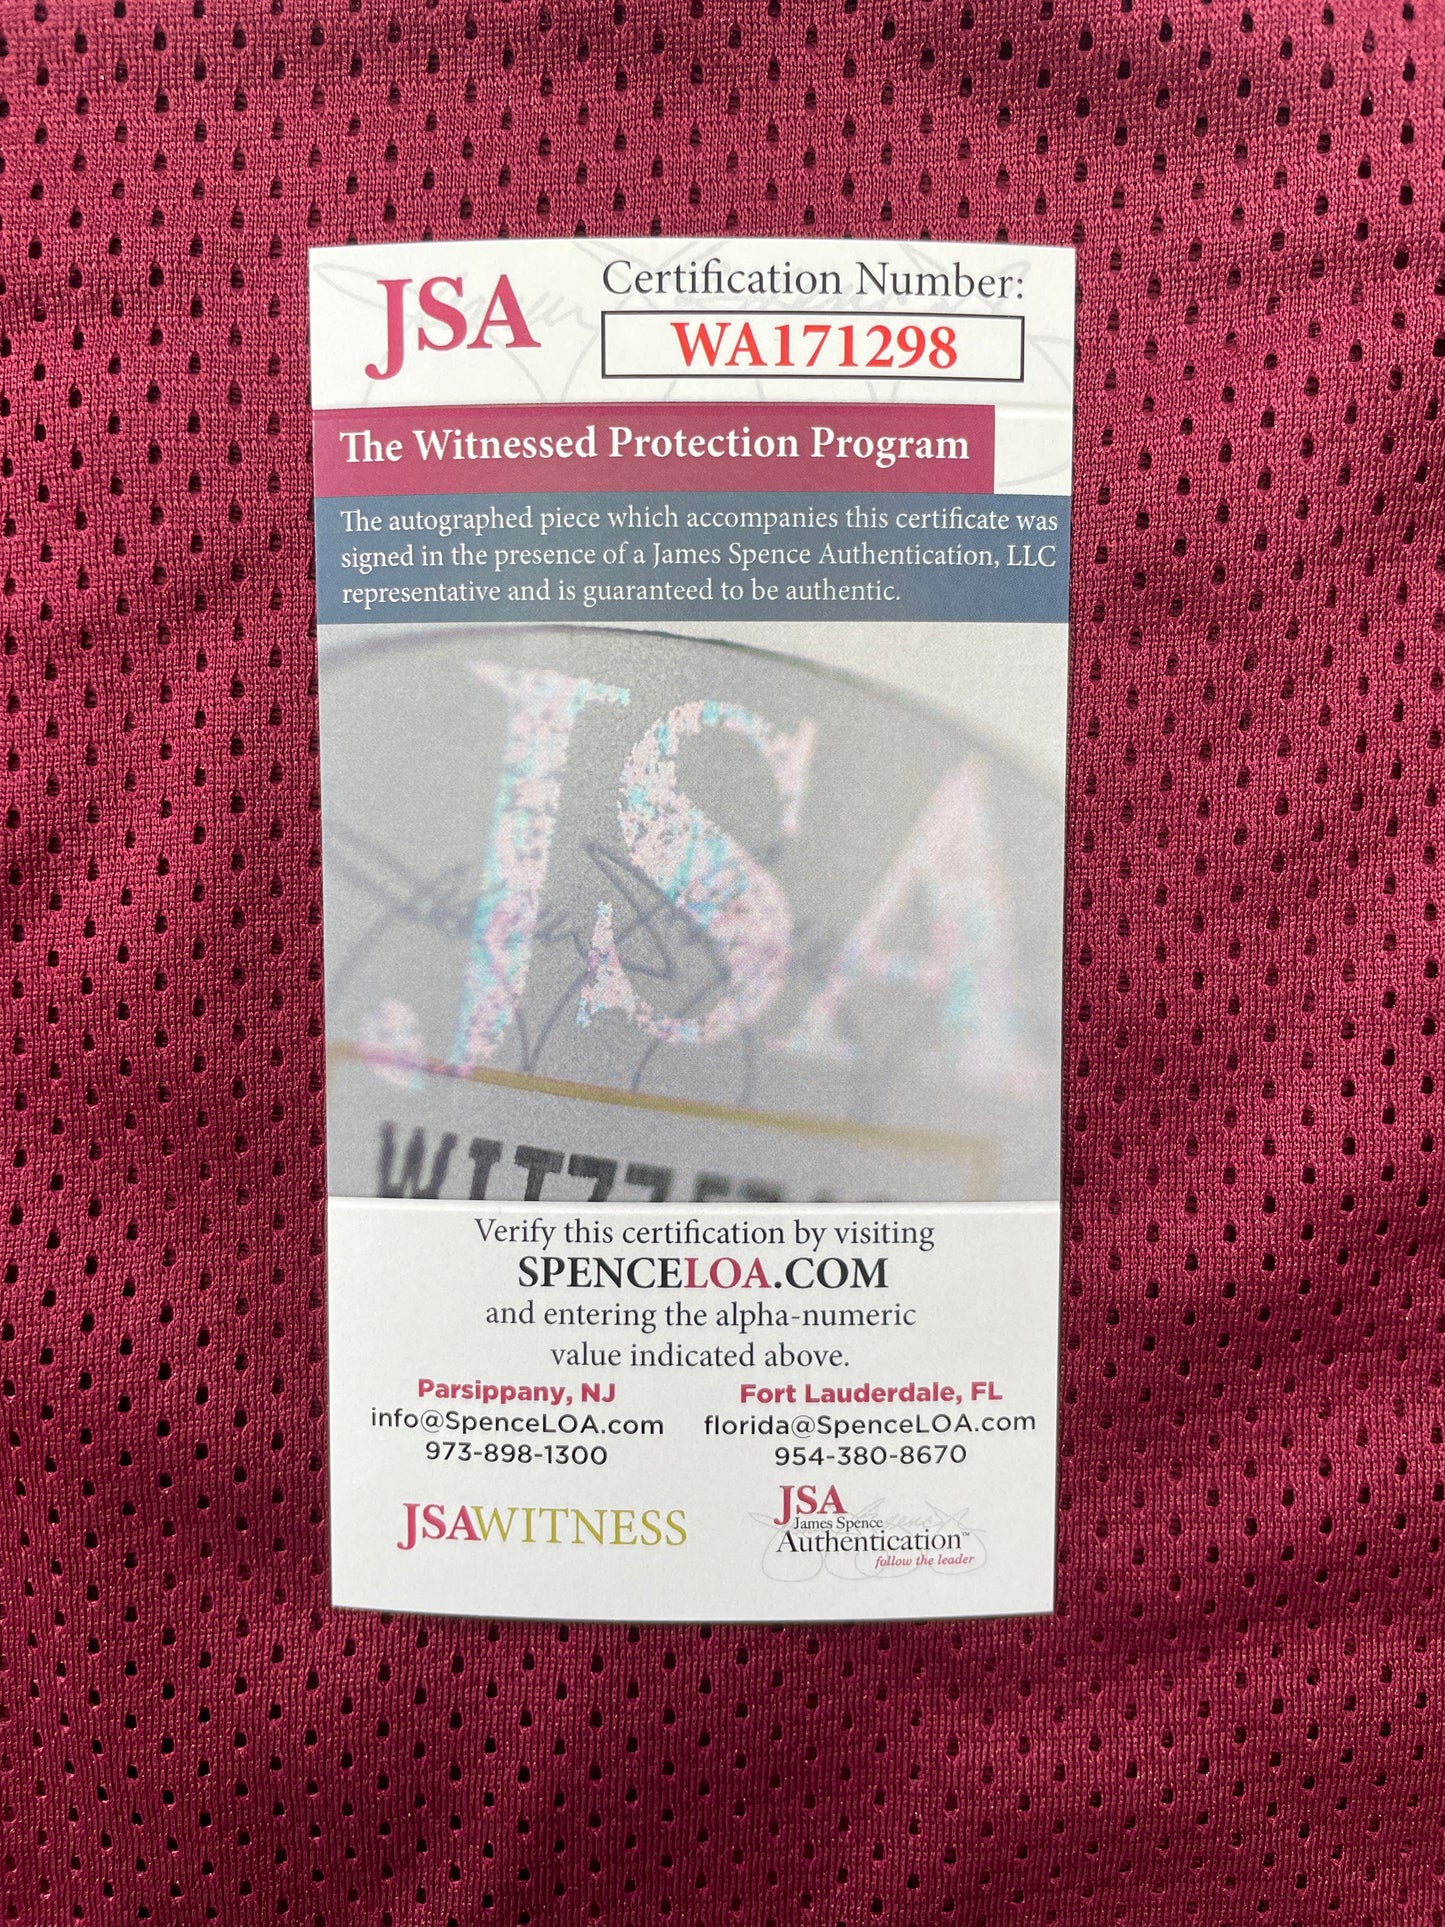 JSA
Certification Number:
WA171298
The Witnessed Protection Program
The autographed piece which accompanies this certificate was
signed in the presence of a James Spence Authentication, LLC
representative and is guaranteed to be authentic.
JSA
Verify this certification by visiting
SPENCELOA.COM
and entering the alpha-numeric
value indicated above.
Parsippany, NJ
info@SpenceLOA.com
973-898-1300
Fort Lauderdale, FL
florida@SpenceLOA.com
954-380-8670
JSAWITNESS
JSA
James Spence
Authentication™
follow the leader